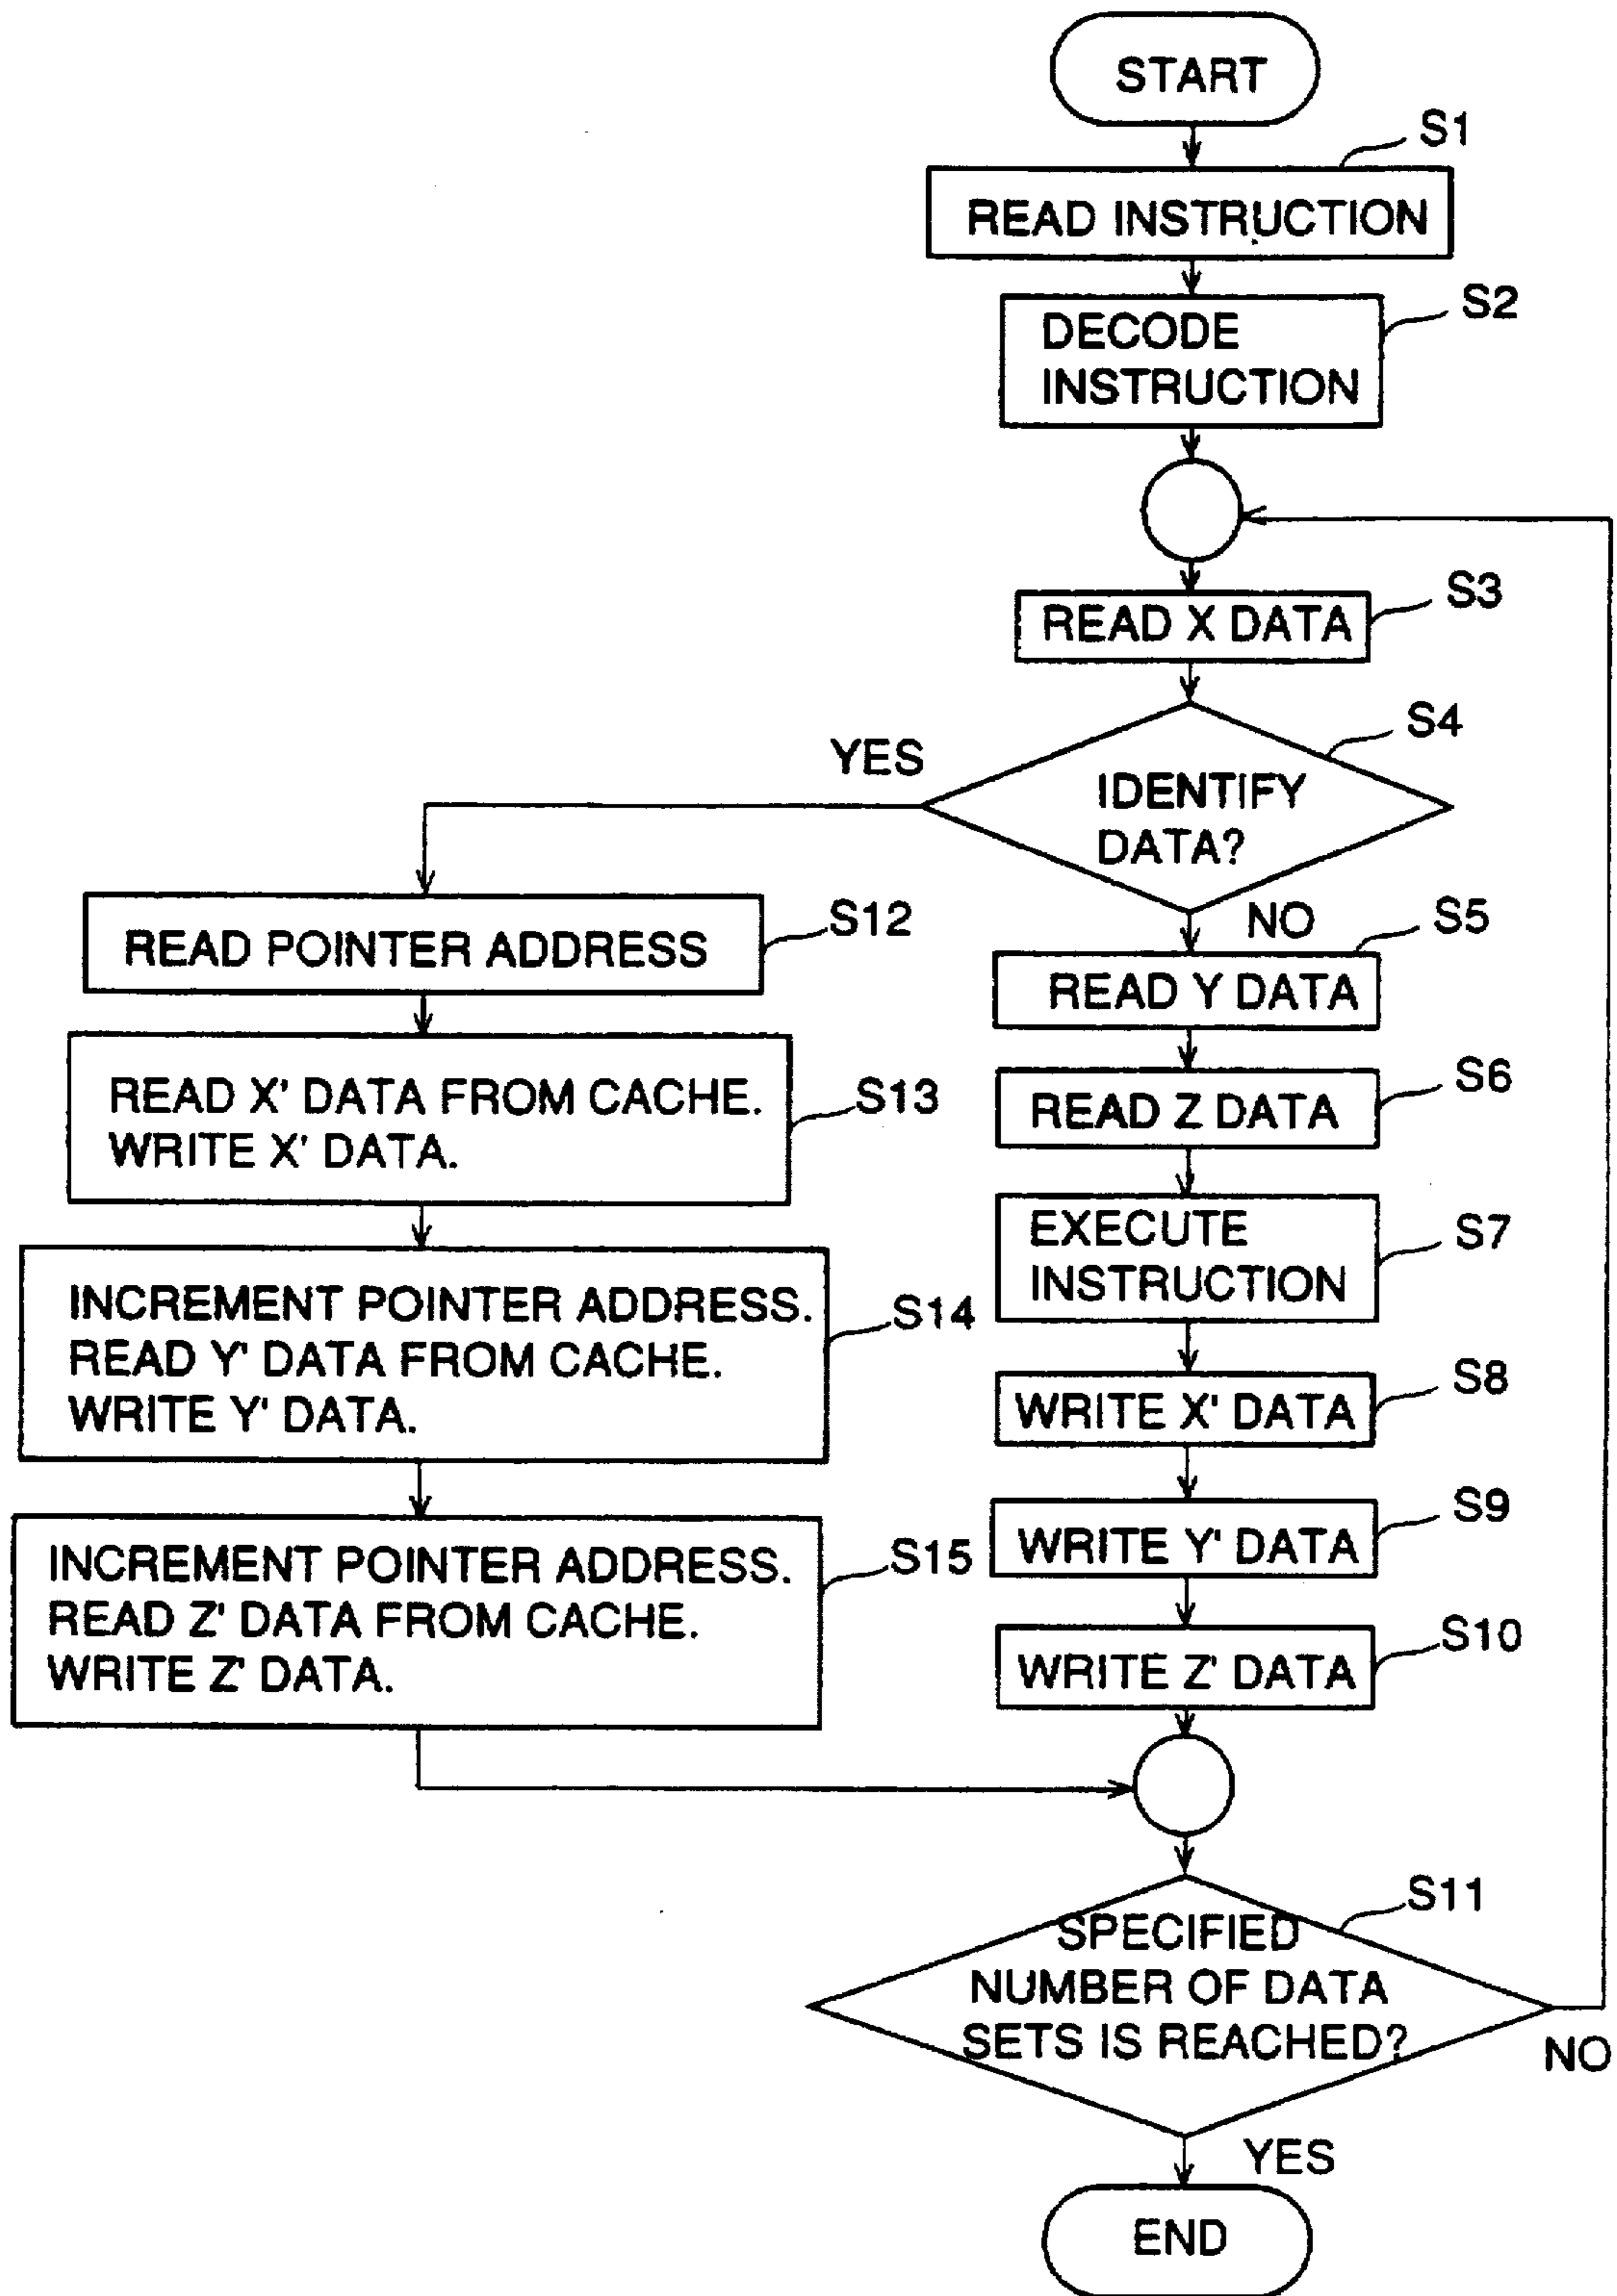 START
S1
READ INSTRUCTION
S2
DECODE
INSTRUCTION
S3
READ X DATA
S4
YES
IDENTIFY
DATA?
NO
S12
READ POINTER ADDRESS
S5
READ Y DATA
S13
READ X' DATA FROM CACHE.
WRITE X' DATA.
S6
READ Z DATA
S7
EXECUTE
INSTRUCTION
S14
INCREMENT POINTER ADDRESS.
READ Y' DATA FROM CACHE.
WRITE Y' DATA.
S8
WRITE X' DATA
S9
WRITE Y' DATA
S15
INCREMENT POINTER ADDRESS.
READ Z' DATA FROM CACHE.
WRITE Z' DATA.
S10
WRITE Z' DATA
S11
SPECIFIED
NUMBER OF DATA
SETS IS REACHED?
NO
YES
END